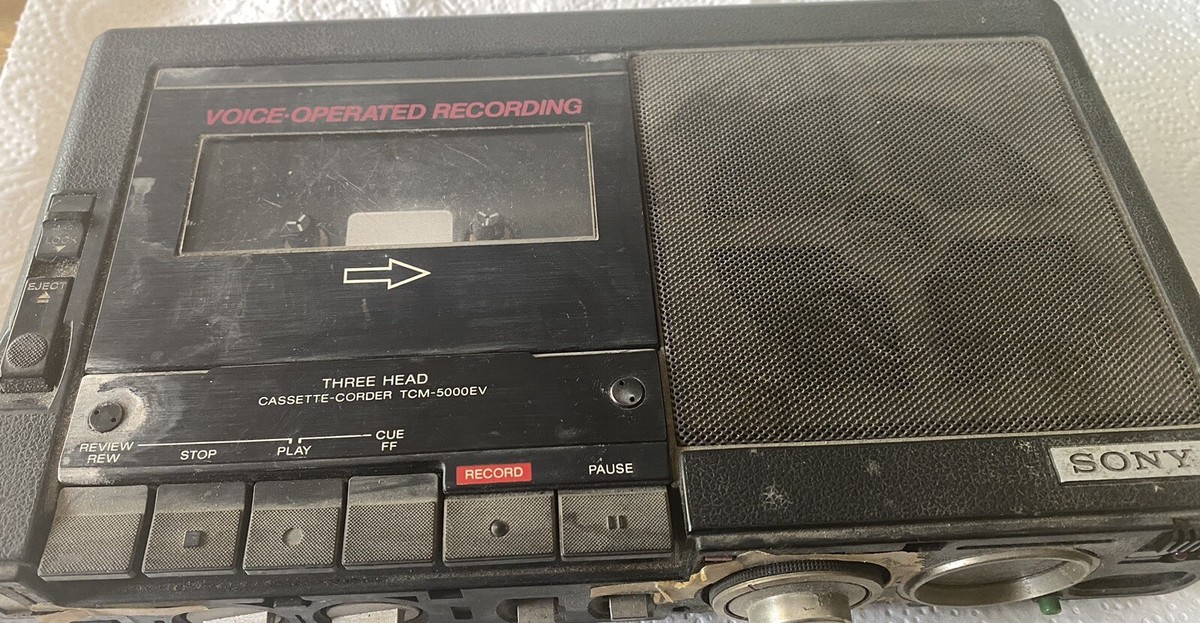 VOICE-OPERATED RECORDING
LOCK
EJECT
THREE HEAD
CASSETTE-CORDER TCM-5000EV
REVIEW
REW
STOP
PLAY
CUE
FF
RECORD
PAUSE
SONY